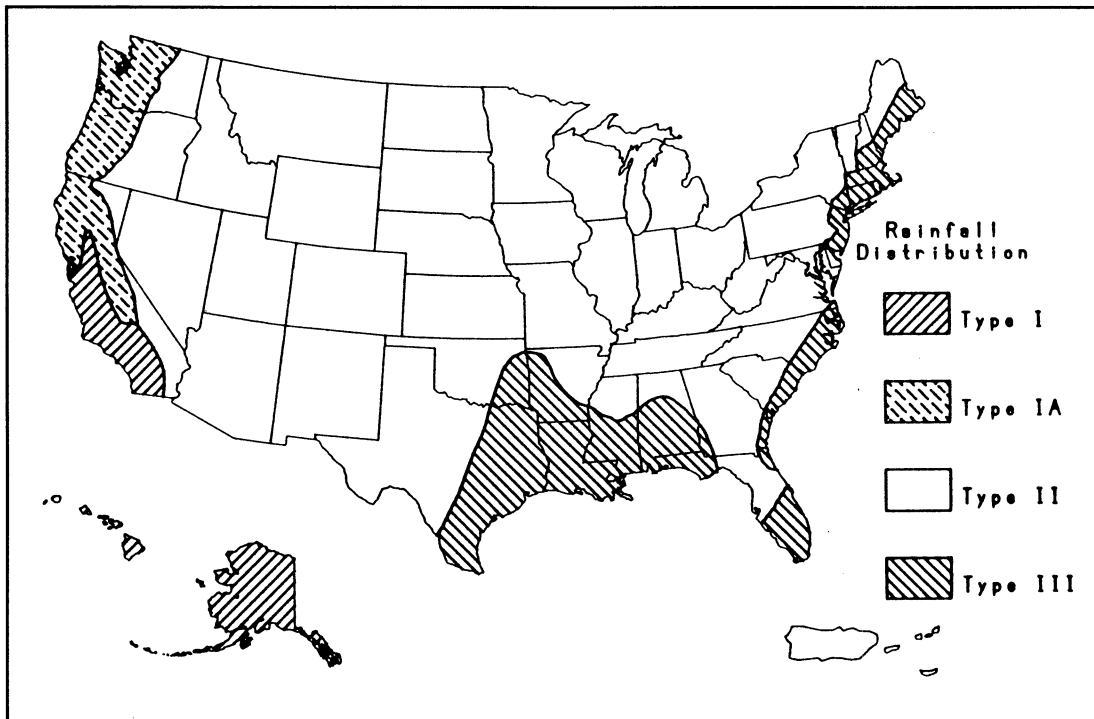 Rainfall
Distribution
Type I
Type IA
Type II
Type III